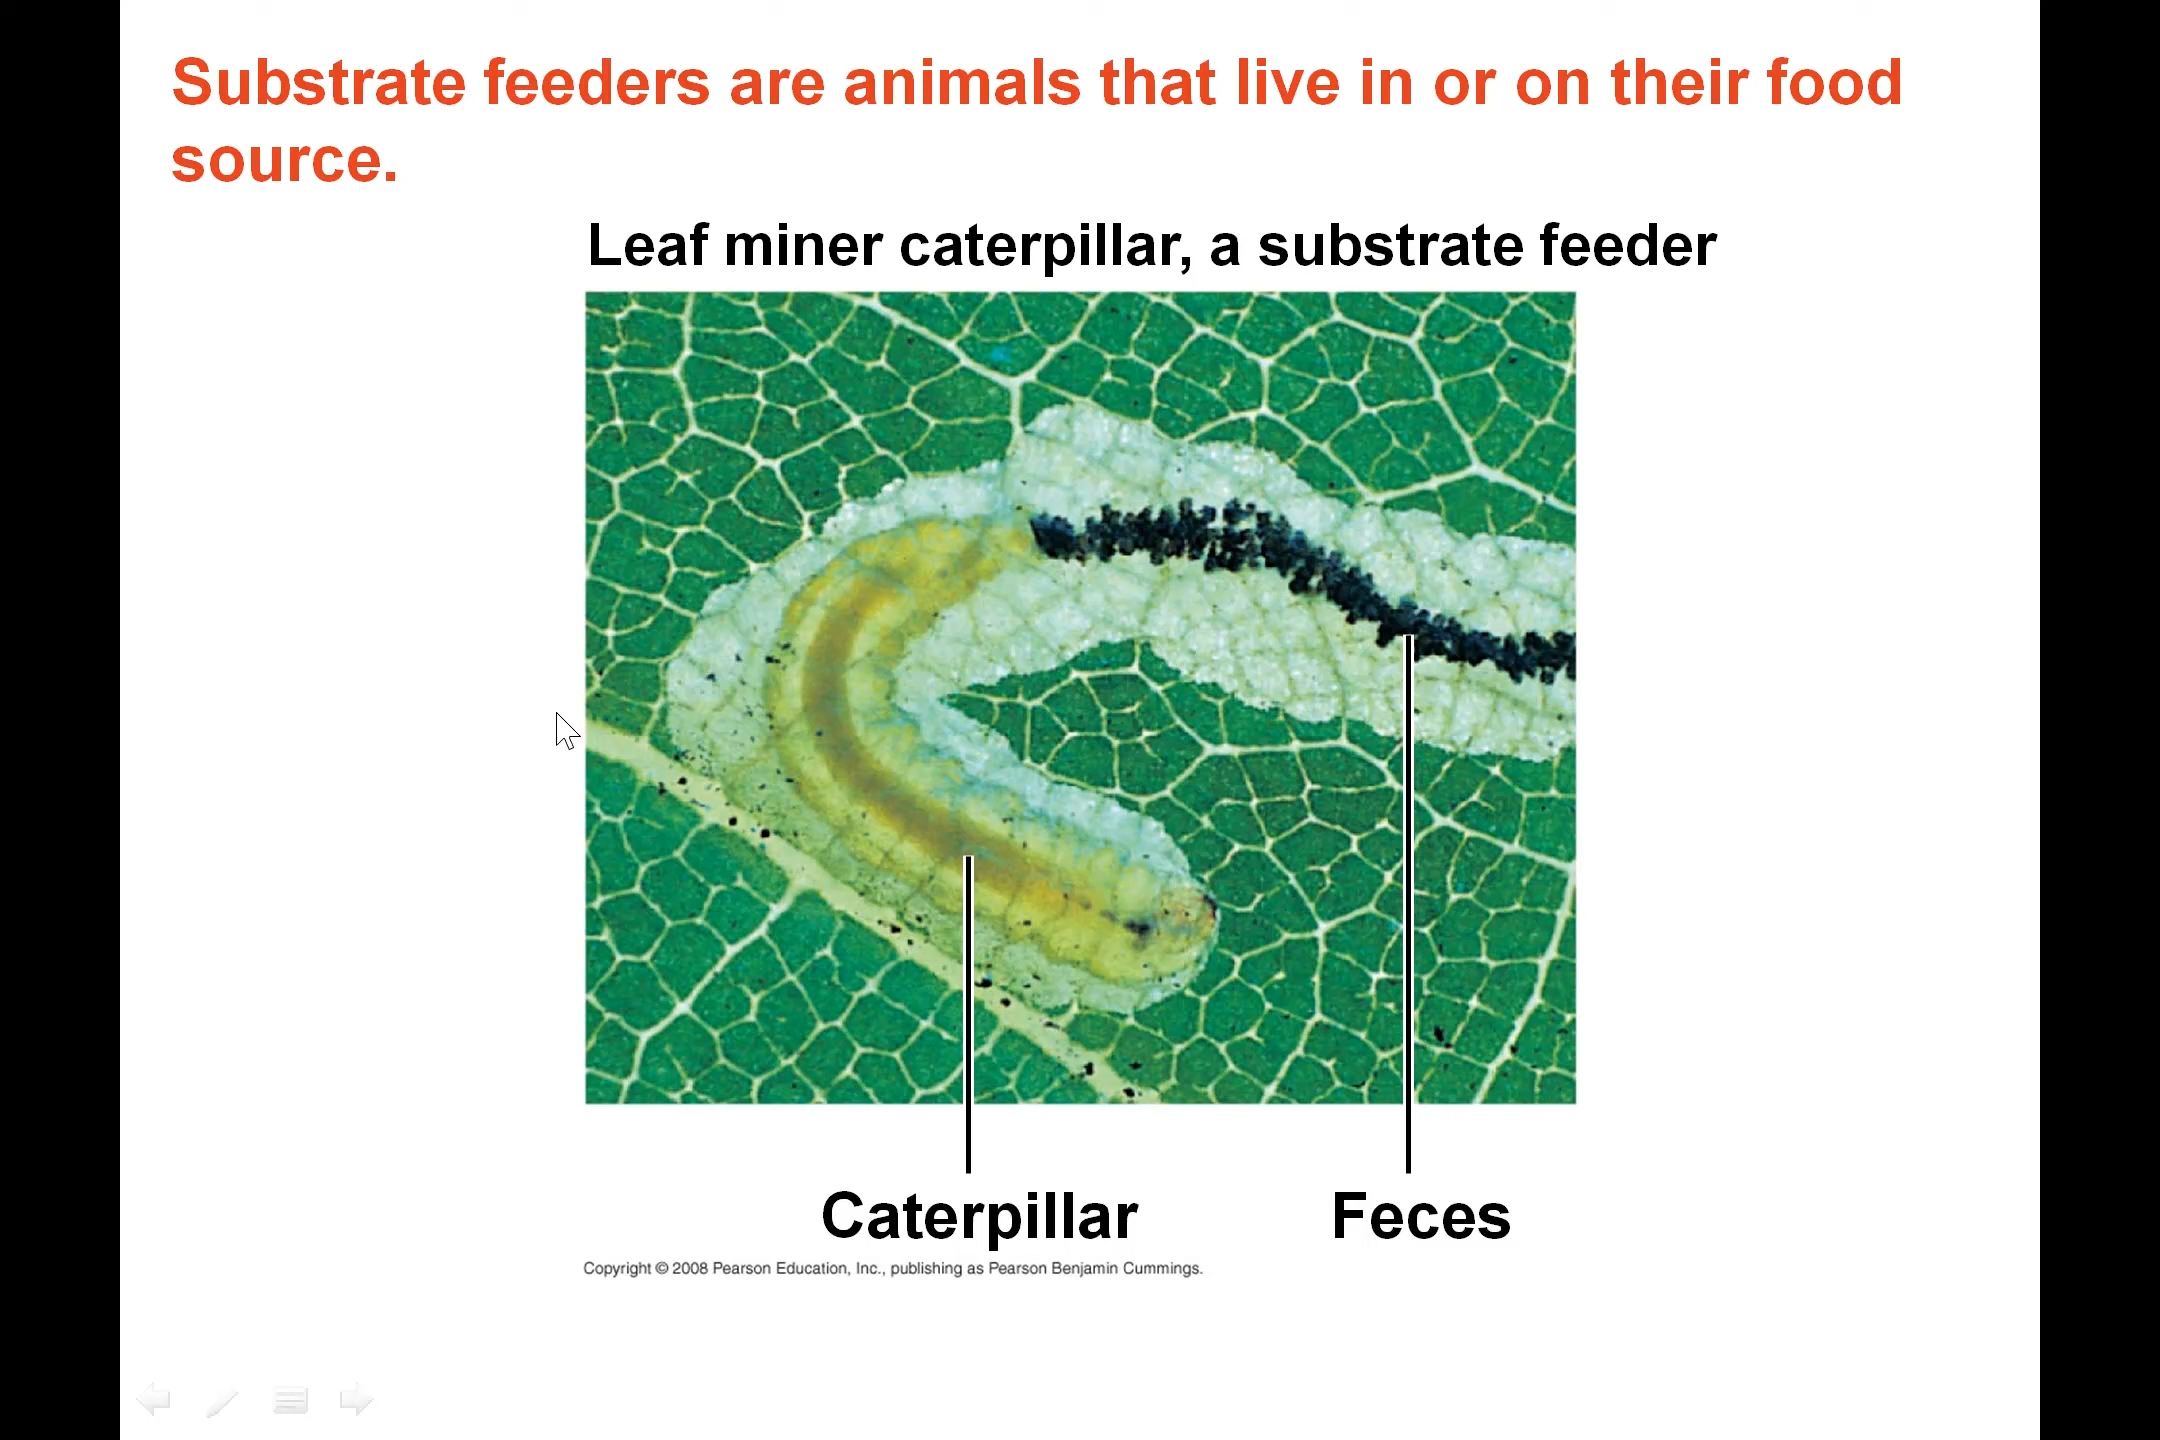 Substrate feeders are animals that live in or on their food
source.
Leaf miner caterpillar, a substrate feeder
Caterpillar Feces
Copyright © 2008 Pearson Education, Inc., publishing as Pearson Benjamin Cummings.